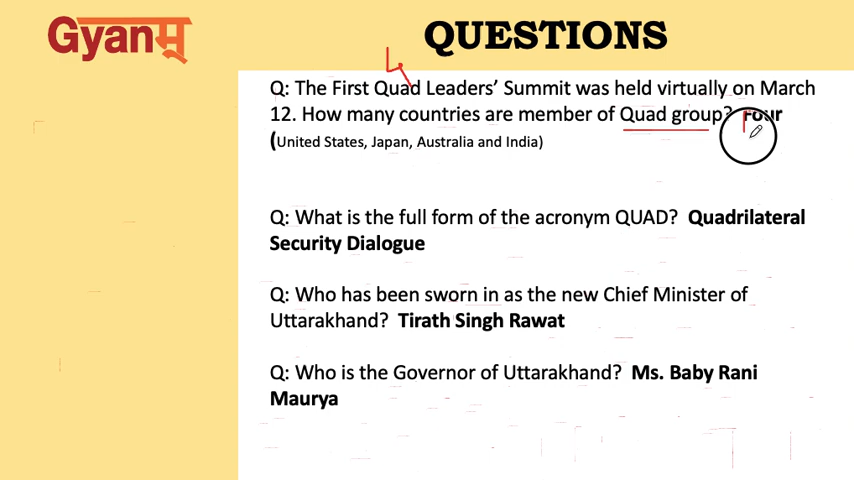 Gyanमू
QUESTIONS
4
Q: The First Quad Leaders’ Summit was held virtually on March
12. How many countries are member of Quad group? Four
(United States, Japan, Australia and India)
Q: What is the full form of the acronym QUAD? Quadrilateral
Security Dialogue
Q: Who has been sworn in as the new Chief Minister of
Uttarakhand? Tirath Singh Rawat
Q: Who is the Governor of Uttarakhand? Ms. Baby Rani
Maurya